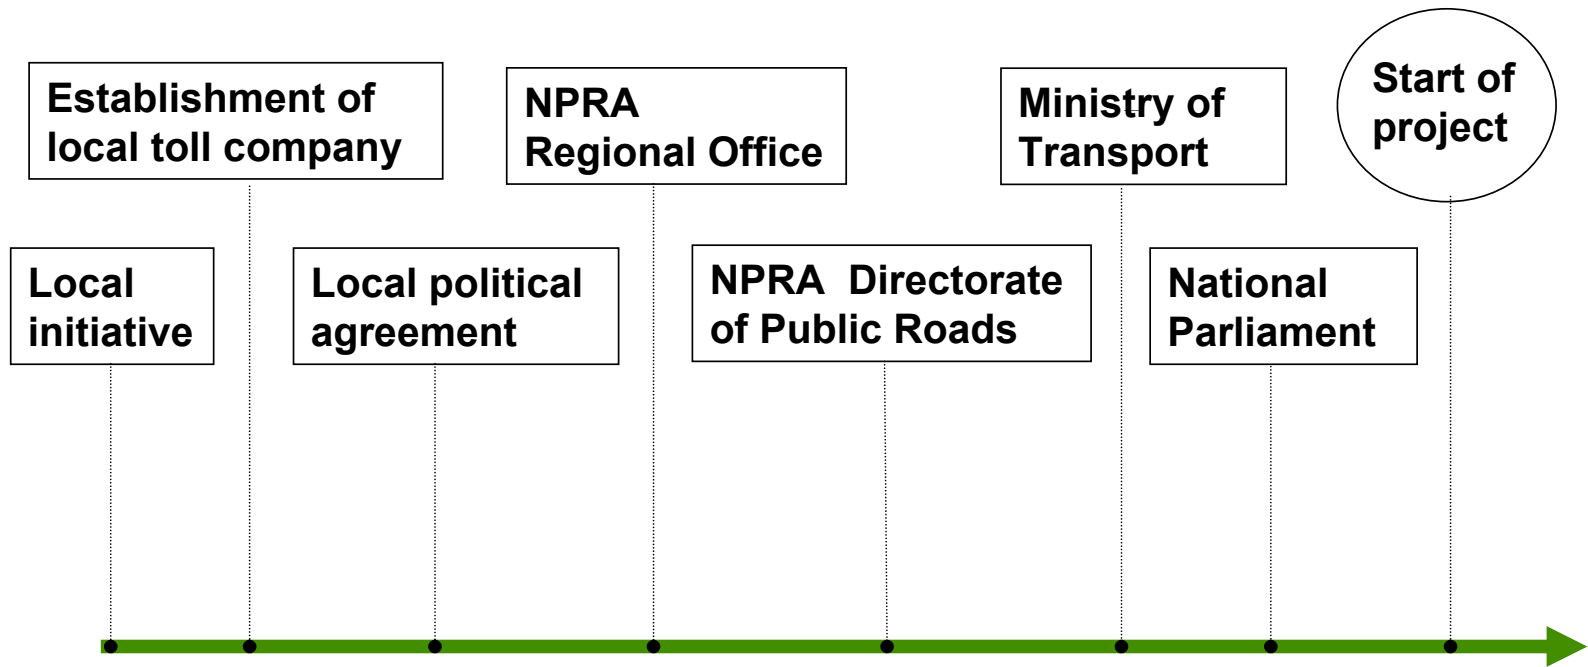 Establishment of
local toll company
NPRA
Regional Office
Ministry of
Transport
Start of
project
Local
initiative
Local political
agreement
NPRA  Directorate
of Public Roads
National
Parliament